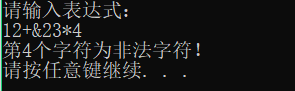 请输入表达式：
12+&23*4
第4个字符为非法字符！
请按任意键继续. . .